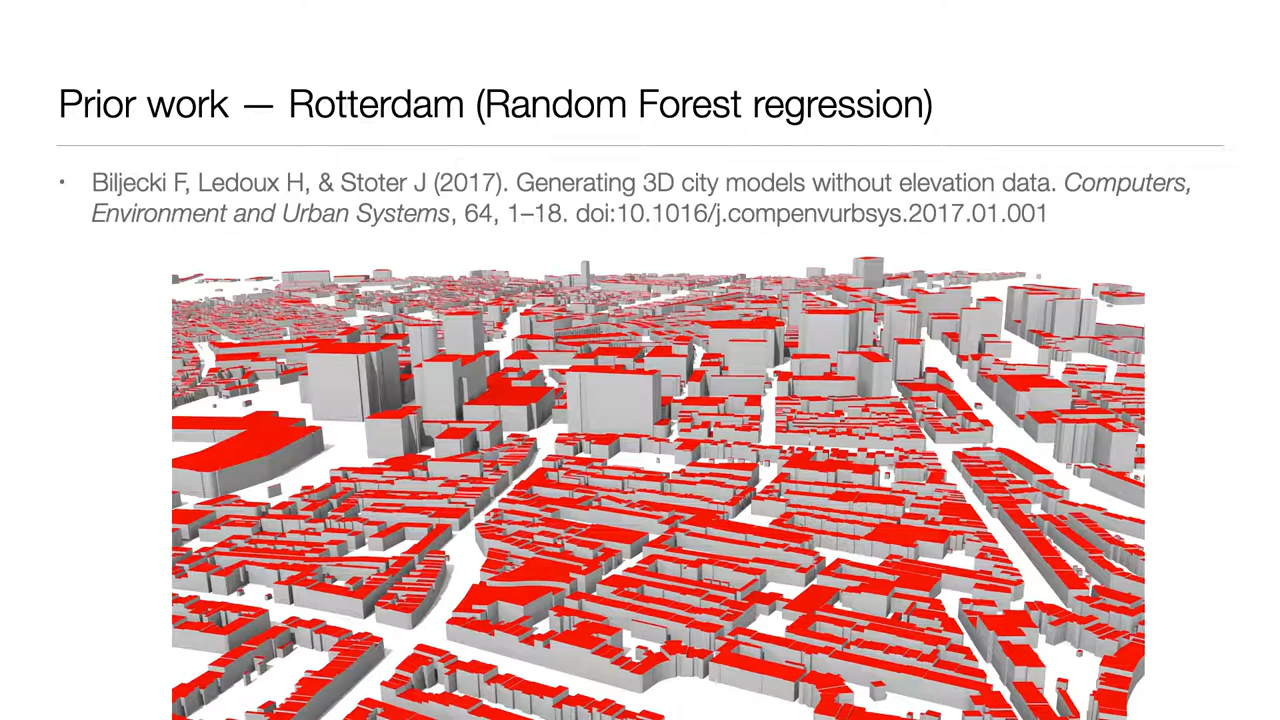 Prior work — Rotterdam (Random Forest regression)
• Biljecki F, Ledoux H, & Stoter J (2017). Generating 3D city models without elevation data. Computers,
Environment and Urban Systems, 64, 1–18. doi:10.1016/j.compenvurbsys.2017.01.001